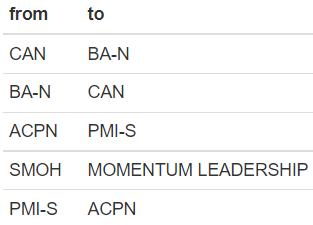 from to
CAN BA-N
BA-N CAN
ACPN PMI-S
SMOH MOMENTUM LEADERSHIP
PMI-S ACPN